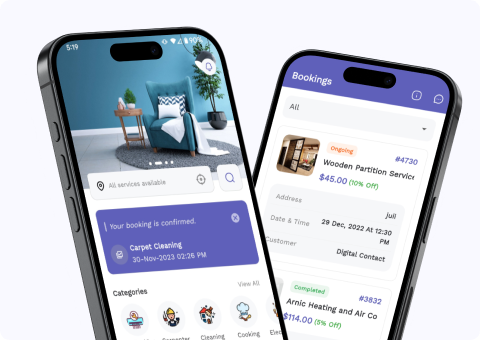 5:19
90%
All services available
Your booking is confirmed.
Carpet Cleaning
30-Nov-2023 02:26 PM
Categories
View All
Carpenter
Cleaning
Cooking
Bookings
All
Ongoing
#4730
Wooden Partition Service
$45.00 (10% Off)
Address
juii
Date & Time
29 Dec, 2022 At 12:30
PM
Customer
Digital Contact
Completed
#3832
Arnic Heating and Air Co
$114.00 (5% Off)